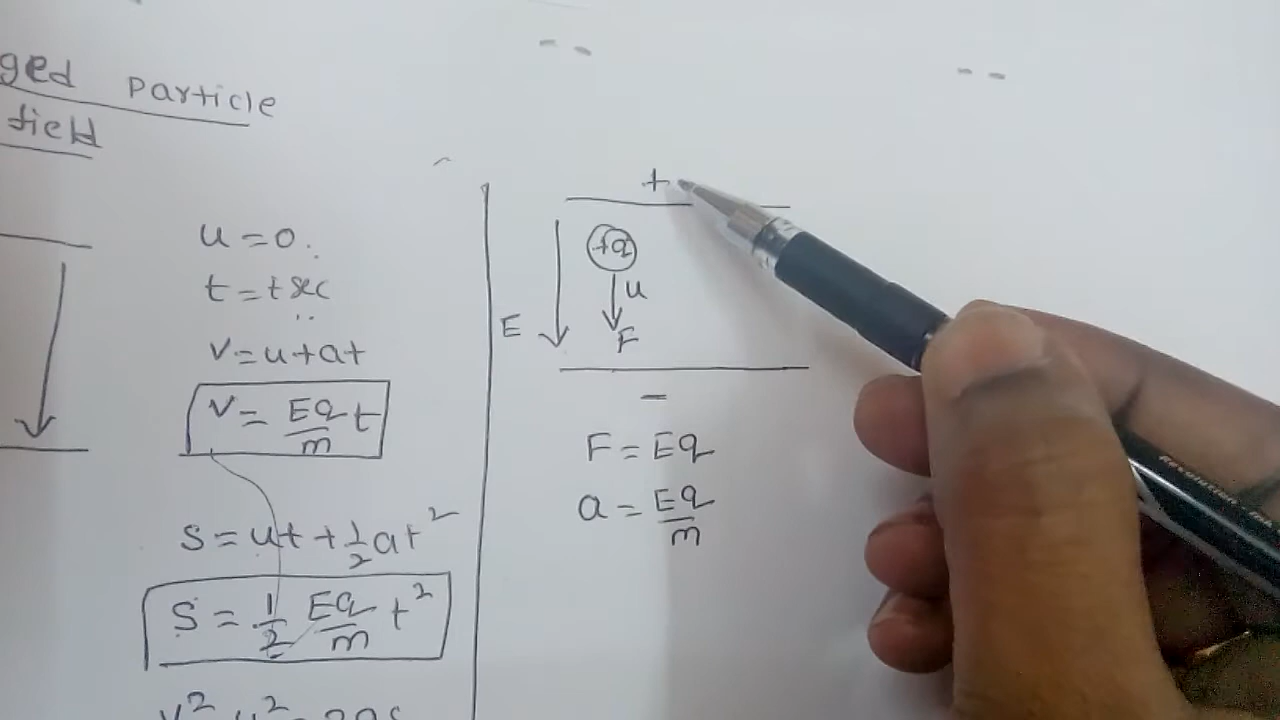 ged Particle
field
u = 0.
t = t sec
v = u + at
v = Eq/m t
S = ut + 1/2 at²
S = 1/2 Eq/m t²
+
+q
u
E
F
-
F = Eq
a = Eq/m